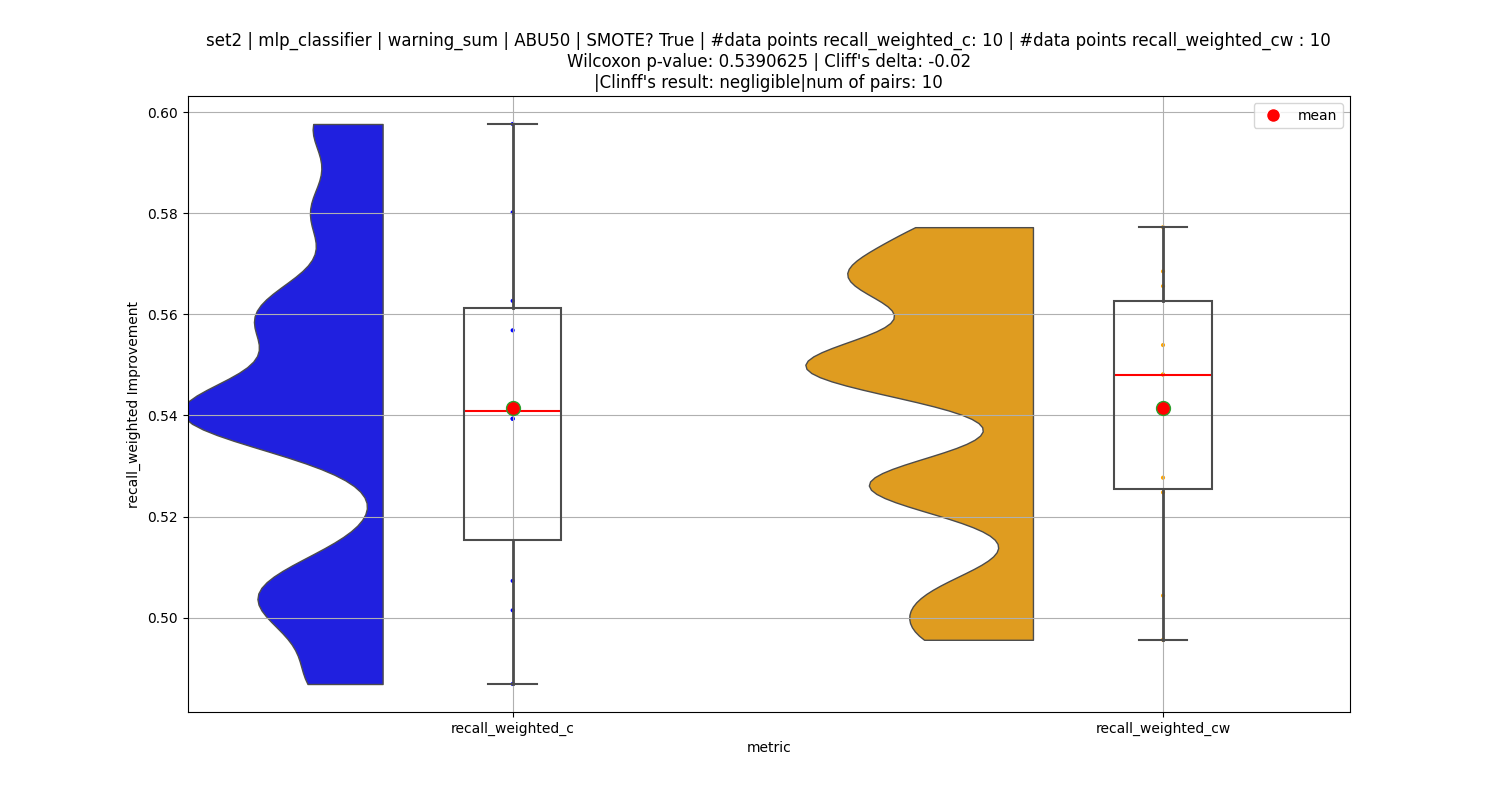 set2 | mlp_classifier | warning_sum | ABU50 | SMOTE? True | #data points recall_weighted_c: 10 | #data points recall_weighted_cw : 10
Wilcoxon p-value: 0.5390625 | Cliff's delta: -0.02
|Clinff's result: negligible|num of pairs: 10
mean
0.60
0.58
0.56
0.54
0.52
0.50
recall_weighted Improvement
recall_weighted_c
recall_weighted_cw
metric